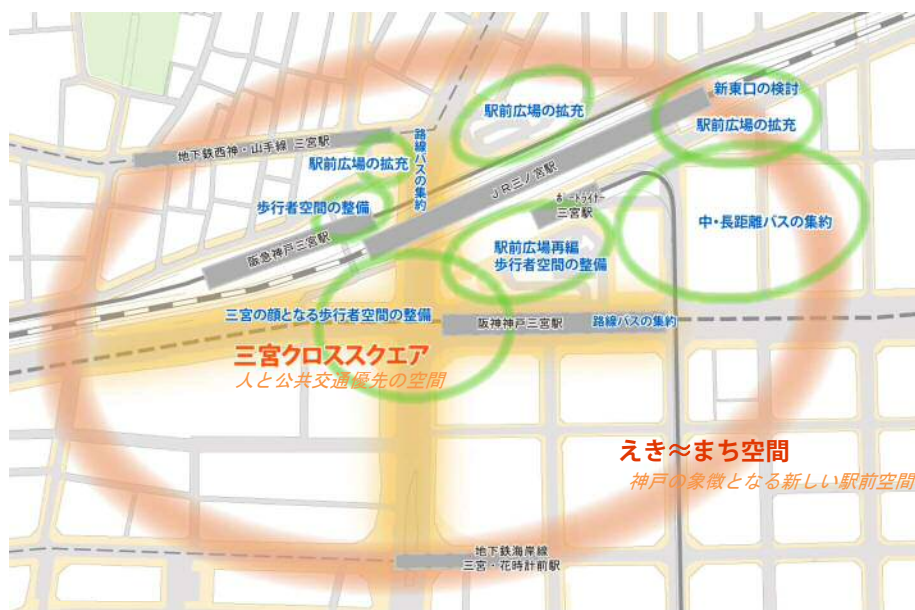 新東口の検討
駅前広場の拡充
駅前広場の拡充
路線バスの集約
地下鉄西神・山手線 三宮駅
駅前広場の拡充
JR三ノ宮駅
ポートライナー
三宮駅
歩行者空間の整備
中・長距離バスの集約
阪急神戸三宮駅
駅前広場再編
歩行者空間の整備
三宮の顔となる歩行者空間の整備
阪神神戸三宮駅
路線バスの集約
三宮クロススクエア
人と公共交通優先の空間
えき≈まち空間
神戸の象徴となる新しい駅前空間
地下鉄海岸線
三宮・花時計前駅